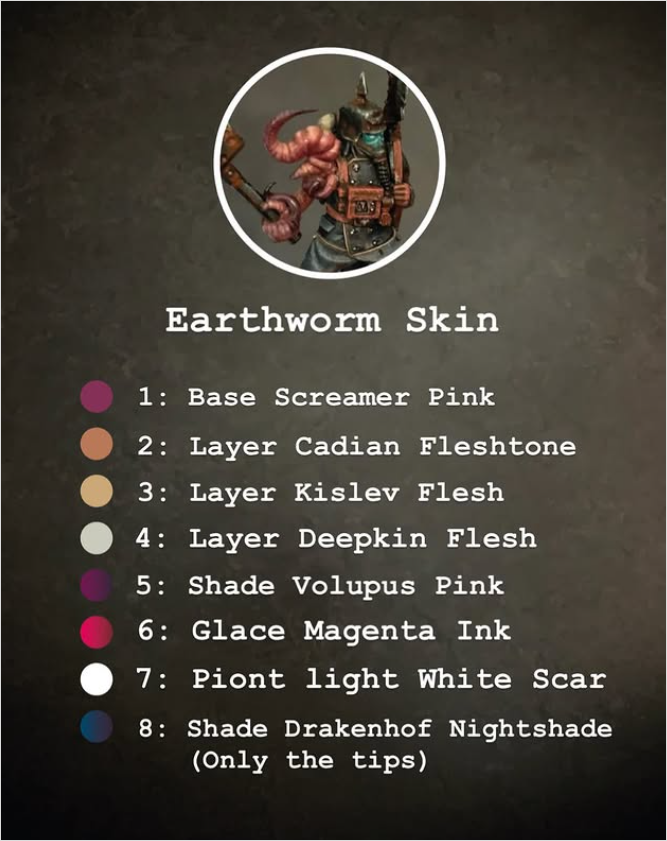 Earthworm Skin
1: Base Screamer Pink
2: Layer Cadian Fleshtone
3: Layer Kislev Flesh
4: Layer Deepkin Flesh
5: Shade Volupus Pink
6: Glace Magenta Ink
7: Piont light White Scar
8: Shade Drakenhof Nightshade
(Only the tips)